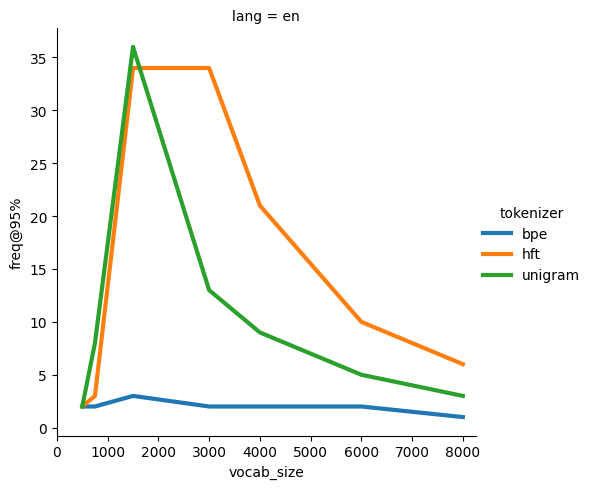 lang = en
freq@95%
35
30
25
20
15
10
5
0
0 1000 2000 3000 4000 5000 6000 7000 8000
vocab_size
tokenizer
bpe
hft
unigram